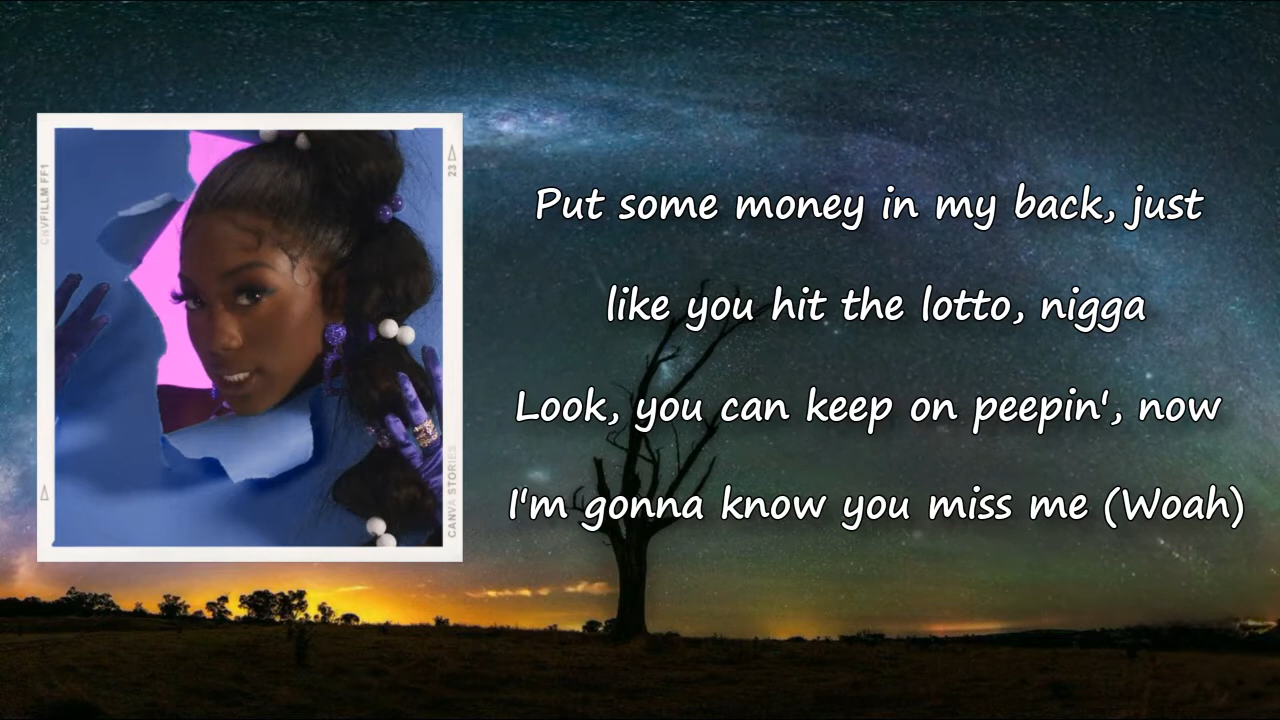 CNVFILLM FF1
23
CANVA STORIES
Put some money in my back, just
like you hit the lotto, nigga
Look, you can keep on peepin', now
I'm gonna know you miss me (Woah)